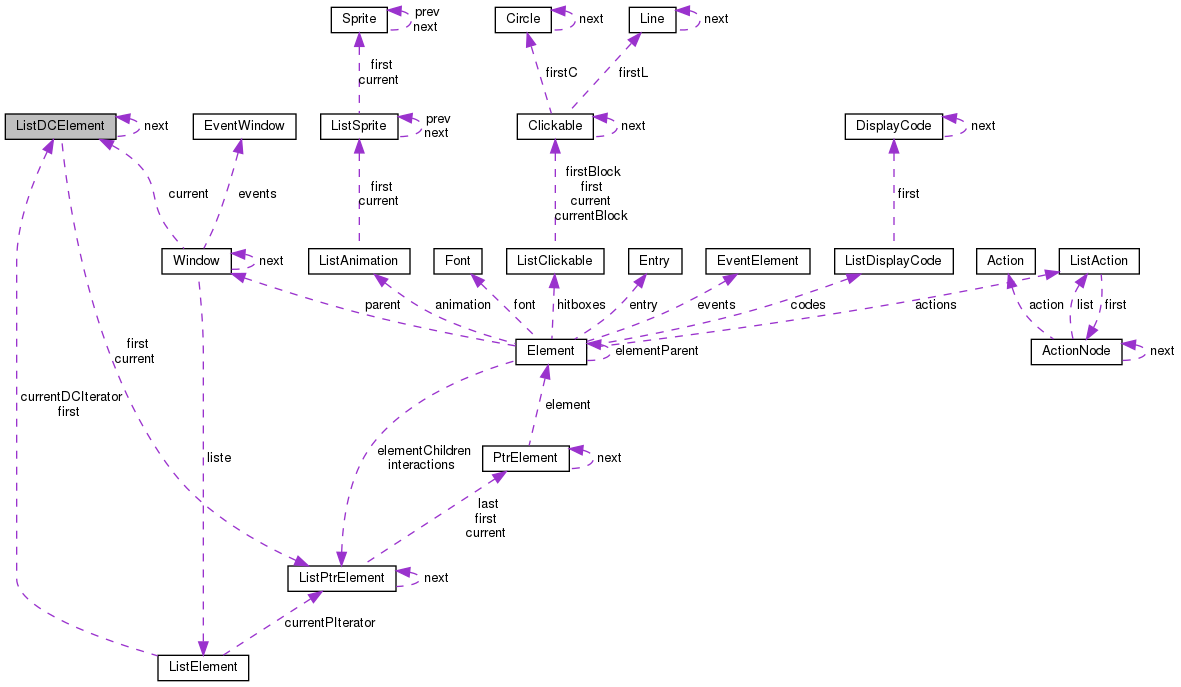 Sprite
prev
next
Circle
next
Line
next
first
current
firstC
firstL
ListDCElement
next
EventWindow
ListSprite
prev
next
Clickable
next
DisplayCode
next
current
events
first
current
firstBlock
first
current
currentBlock
first
Window
next
ListAnimation
Font
ListClickable
Entry
EventElement
ListDisplayCode
Action
ListAction
parent
animation
font
hitboxes
entry
events
codes
actions
action
list
first
first
current
Element
elementParent
ActionNode
next
currentDCIterator
first
element
liste
elementChildren
interactions
PtrElement
next
last
first
current
ListPtrElement
next
currentPIterator
ListElement